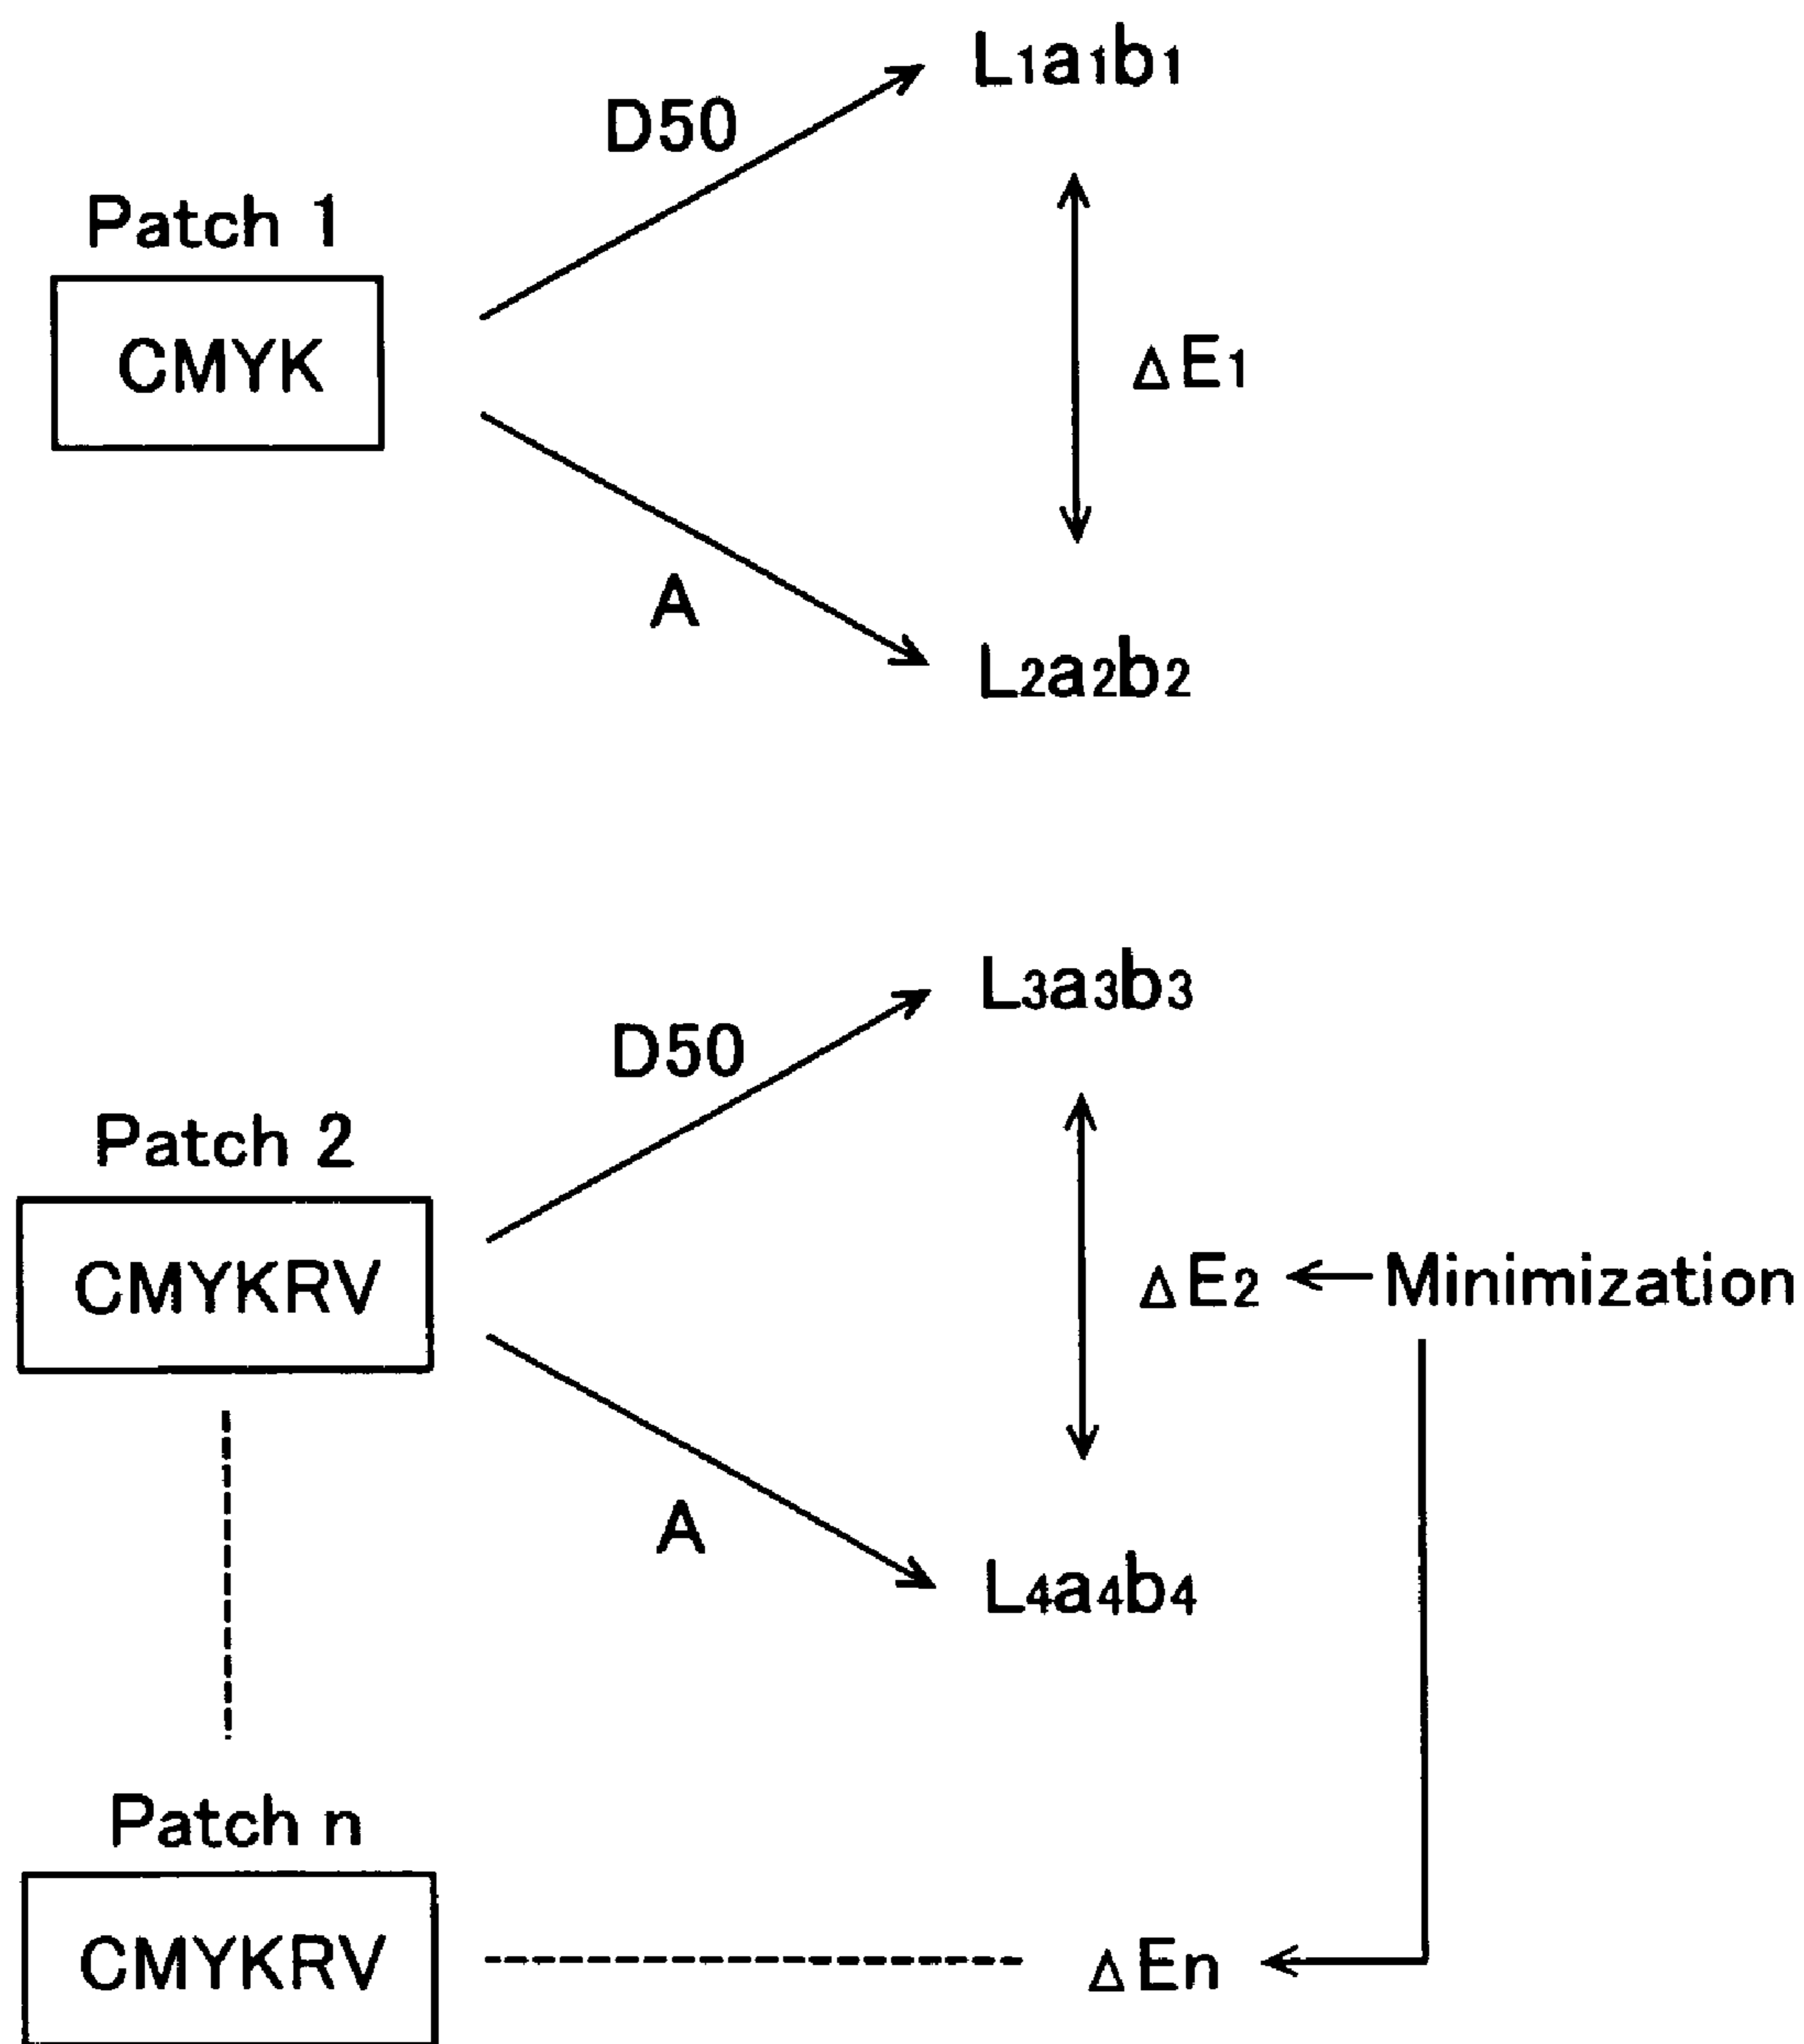 L1a1b1
D50
Patch 1
CMYK
ΔE1
A
L2a2b2
L3a3b3
D50
Patch 2
CMYKRV
ΔE2
Minimization
A
L4a4b4
Patch n
CMYKRV
ΔEn